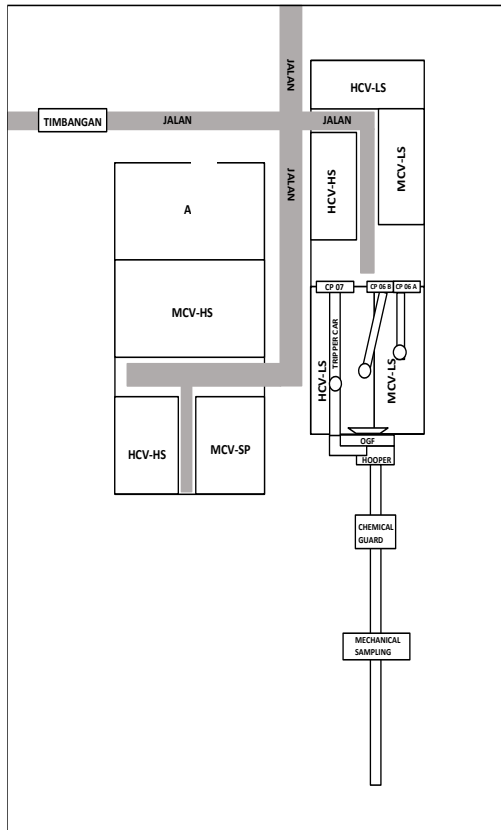 JALAN
HCV-LS
TIMBANGAN
JALAN
JALAN
JALAN
HCV-HS
MCV-LS
A
MCV-HS
CP 07
CP 06 B
CP 06 A
TRIPPER CAR
HCV-LS
MCV-LS
HCV-HS
MCV-SP
OGF
HOOPER
CHEMICAL
GUARD
MECHANICAL
SAMPLING